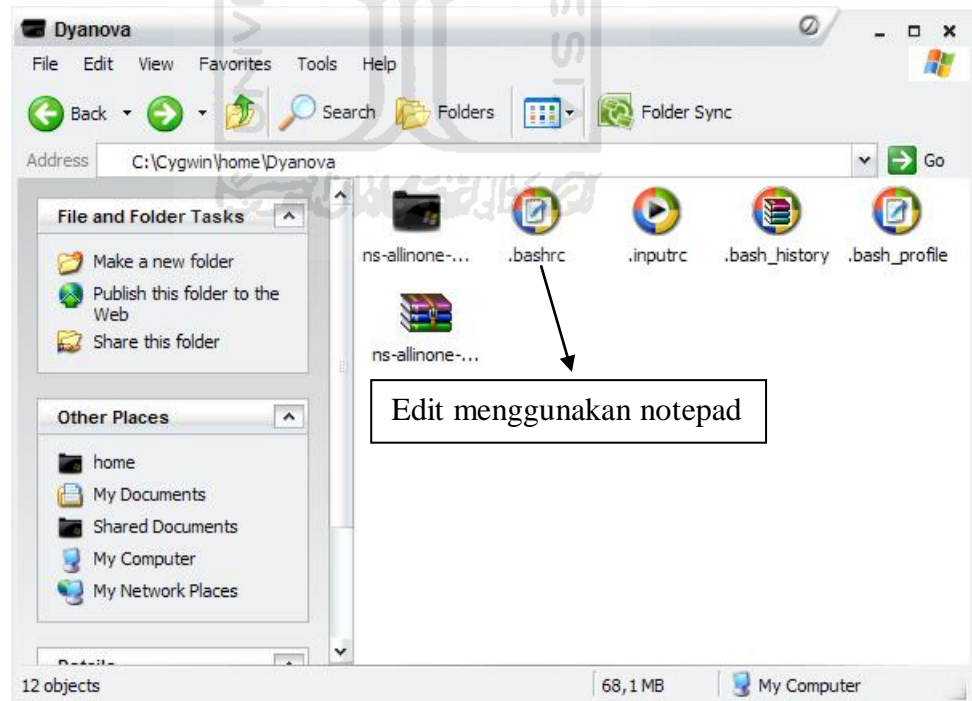 Dyanova
File Edit View Favorites Tools Help
Back Search Folders Folder Sync
Address C:\Cygwin\home\Dyanova Go
File and Folder Tasks
Make a new folder
Publish this folder to the
Web
Share this folder
Other Places
home
My Documents
Shared Documents
My Computer
My Network Places
Details
ns-allinone-... .bashrc .inputrc .bash_history .bash_profile
ns-allinone-...
Edit menggunakan notepad
12 objects 68,1 MB My Computer